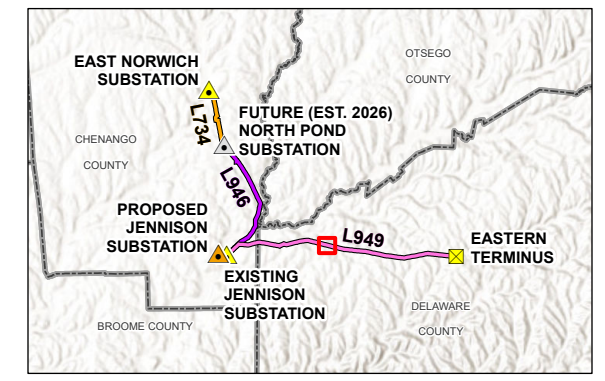 OTSEGO
COUNTY
EAST NORWICH
SUBSTATION
L734
FUTURE (EST. 2026)
NORTH POND
SUBSTATION
CHENANGO
COUNTY
L946
PROPOSED
JENNISON
SUBSTATION
L949
EASTERN
TERMINUS
EXISTING
JENNISON
SUBSTATION
DELAWARE
COUNTY
BROOME COUNTY